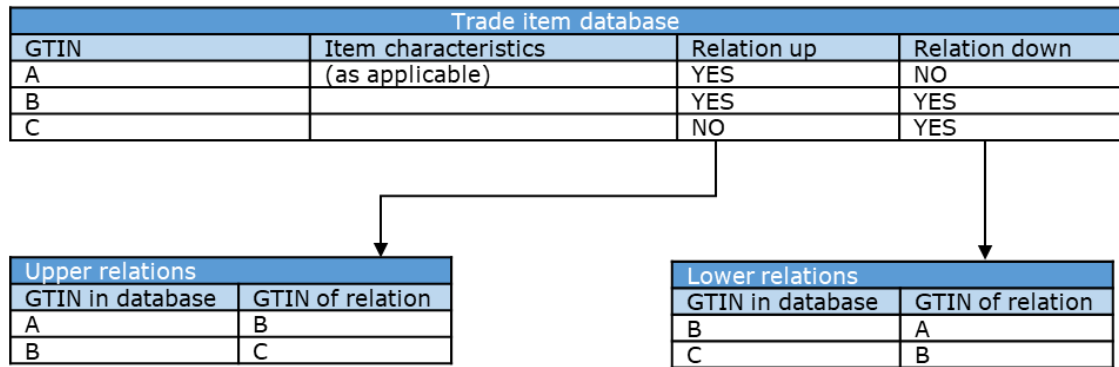 Trade item database
GTIN Item characteristics Relation up Relation down
A (as applicable) YES NO
B YES YES
C NO YES
Upper relations
GTIN in database GTIN of relation
A B
B C
Lower relations
GTIN in database GTIN of relation
B A
C B